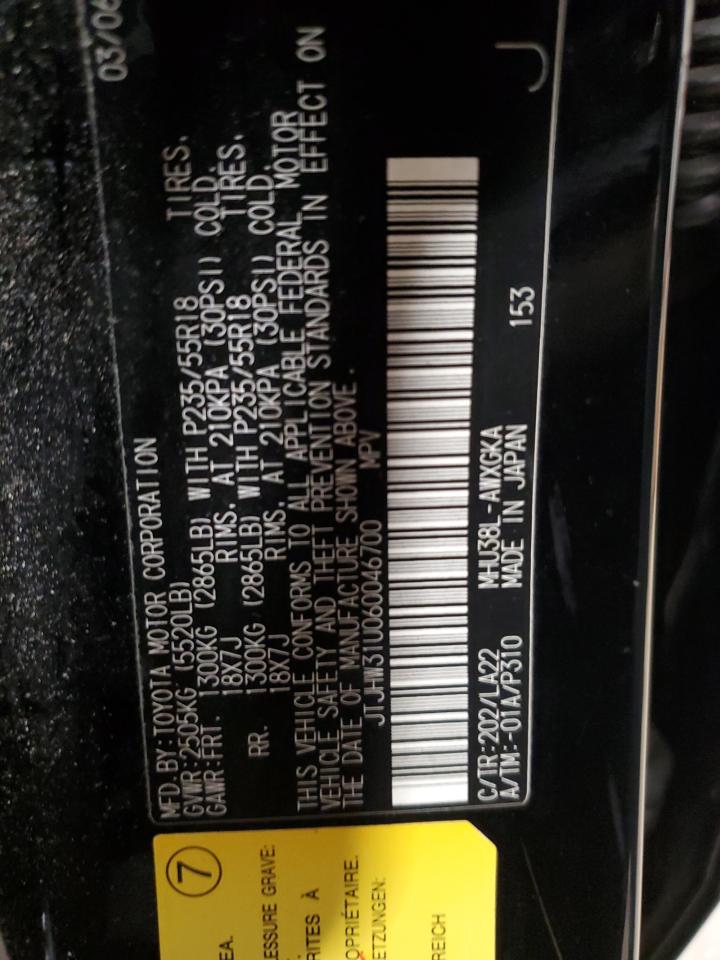 MFD. BY: TOYOTA MOTOR CORPORATION 03/06
GVWR: 2505KG (5520LB)
GAWR: FRT. 1300KG (2865LB) WITH P235/55R18 TIRES.
18X7J RIMS. AT 210KPA (30PSI) COLD.
RR. 1300KG (2865LB) WITH P235/55R18 TIRES.
18X7J RIMS. AT 210KPA (30PSI) COLD.
THIS VEHICLE CONFORMS TO ALL APPLICABLE FEDERAL MOTOR
VEHICLE SAFETY AND THEFT PREVENTION STANDARDS IN EFFECT ON
THE DATE OF MANUFACTURE SHOWN ABOVE.
JTJHW31U060046700 MPV
C/TR: 202/LA22 MHU38L-AWXGKA
A/TM: -01A/P310 MADE IN JAPAN 153
J
7
EA.
LESSURE GRAVE:
RITES À
OPRIÉTAIRE.
ETZUNGEN:
REICH